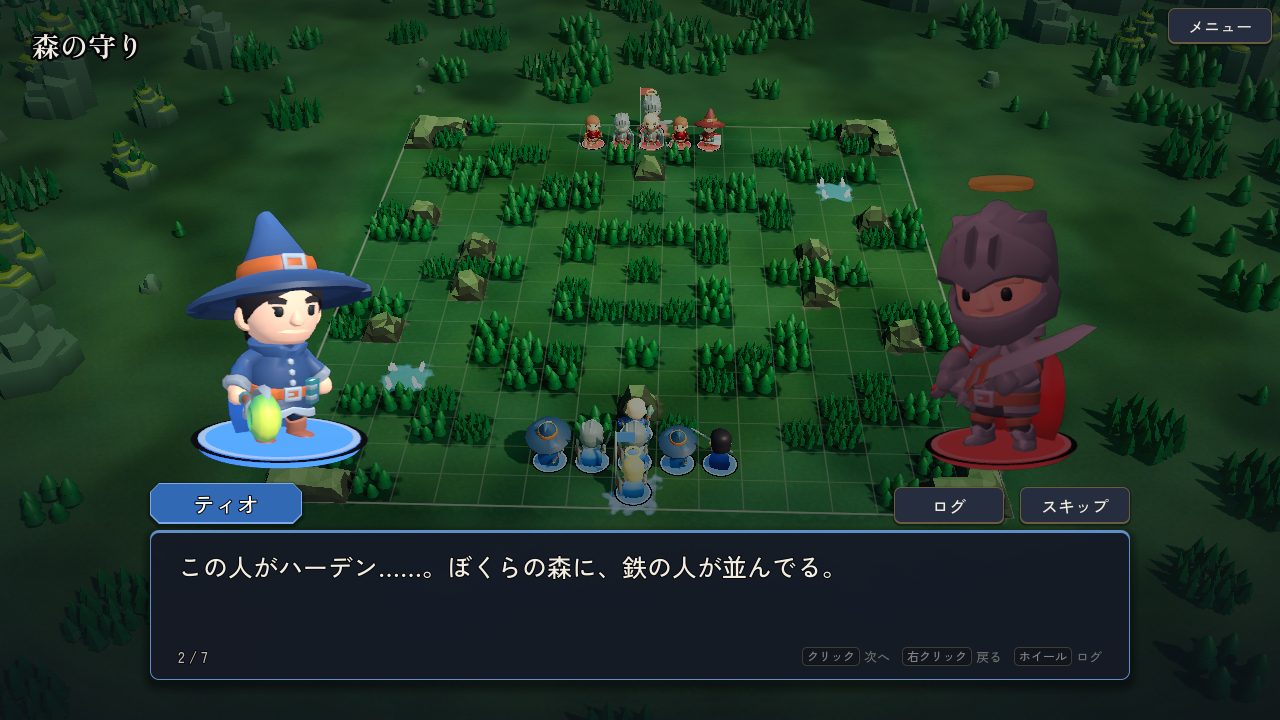 森の守り
メニュー
ティオ
ログ
スキップ
この人がハーデン……。ぼくらの森に、鉄の人が並んでる。
2 / 7
クリック 次へ 右クリック 戻る ホイール ログ